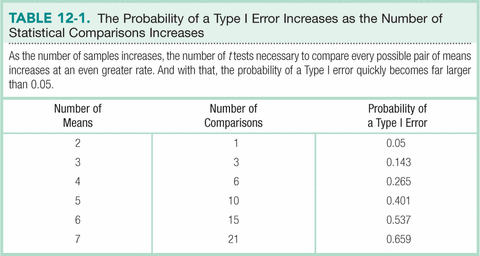 TABLE 12-1. The Probability of a Type I Error Increases as the Number of
Statistical Comparisons Increases
As the number of samples increases, the number of t tests necessary to compare every possible pair of means
increases at an even greater rate. And with that, the probability of a Type I error quickly becomes far larger
than 0.05.
Number of Means Number of Comparisons Probability of a Type I Error
2 1 0.05
3 3 0.143
4 6 0.265
5 10 0.401
6 15 0.537
7 21 0.659